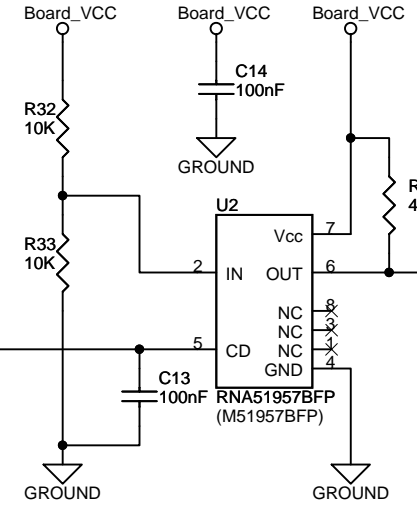 Board_VCC
Board_VCC
Board_VCC
C14
100nF
R32
10K
GROUND
R
4
U2
Vcc
7
R33
10K
2
IN
OUT
6
NC
8
NC
3
NC
1
5
CD
GND
4
C13
100nF
RNA51957BFP
(M51957BFP)
GROUND
GROUND